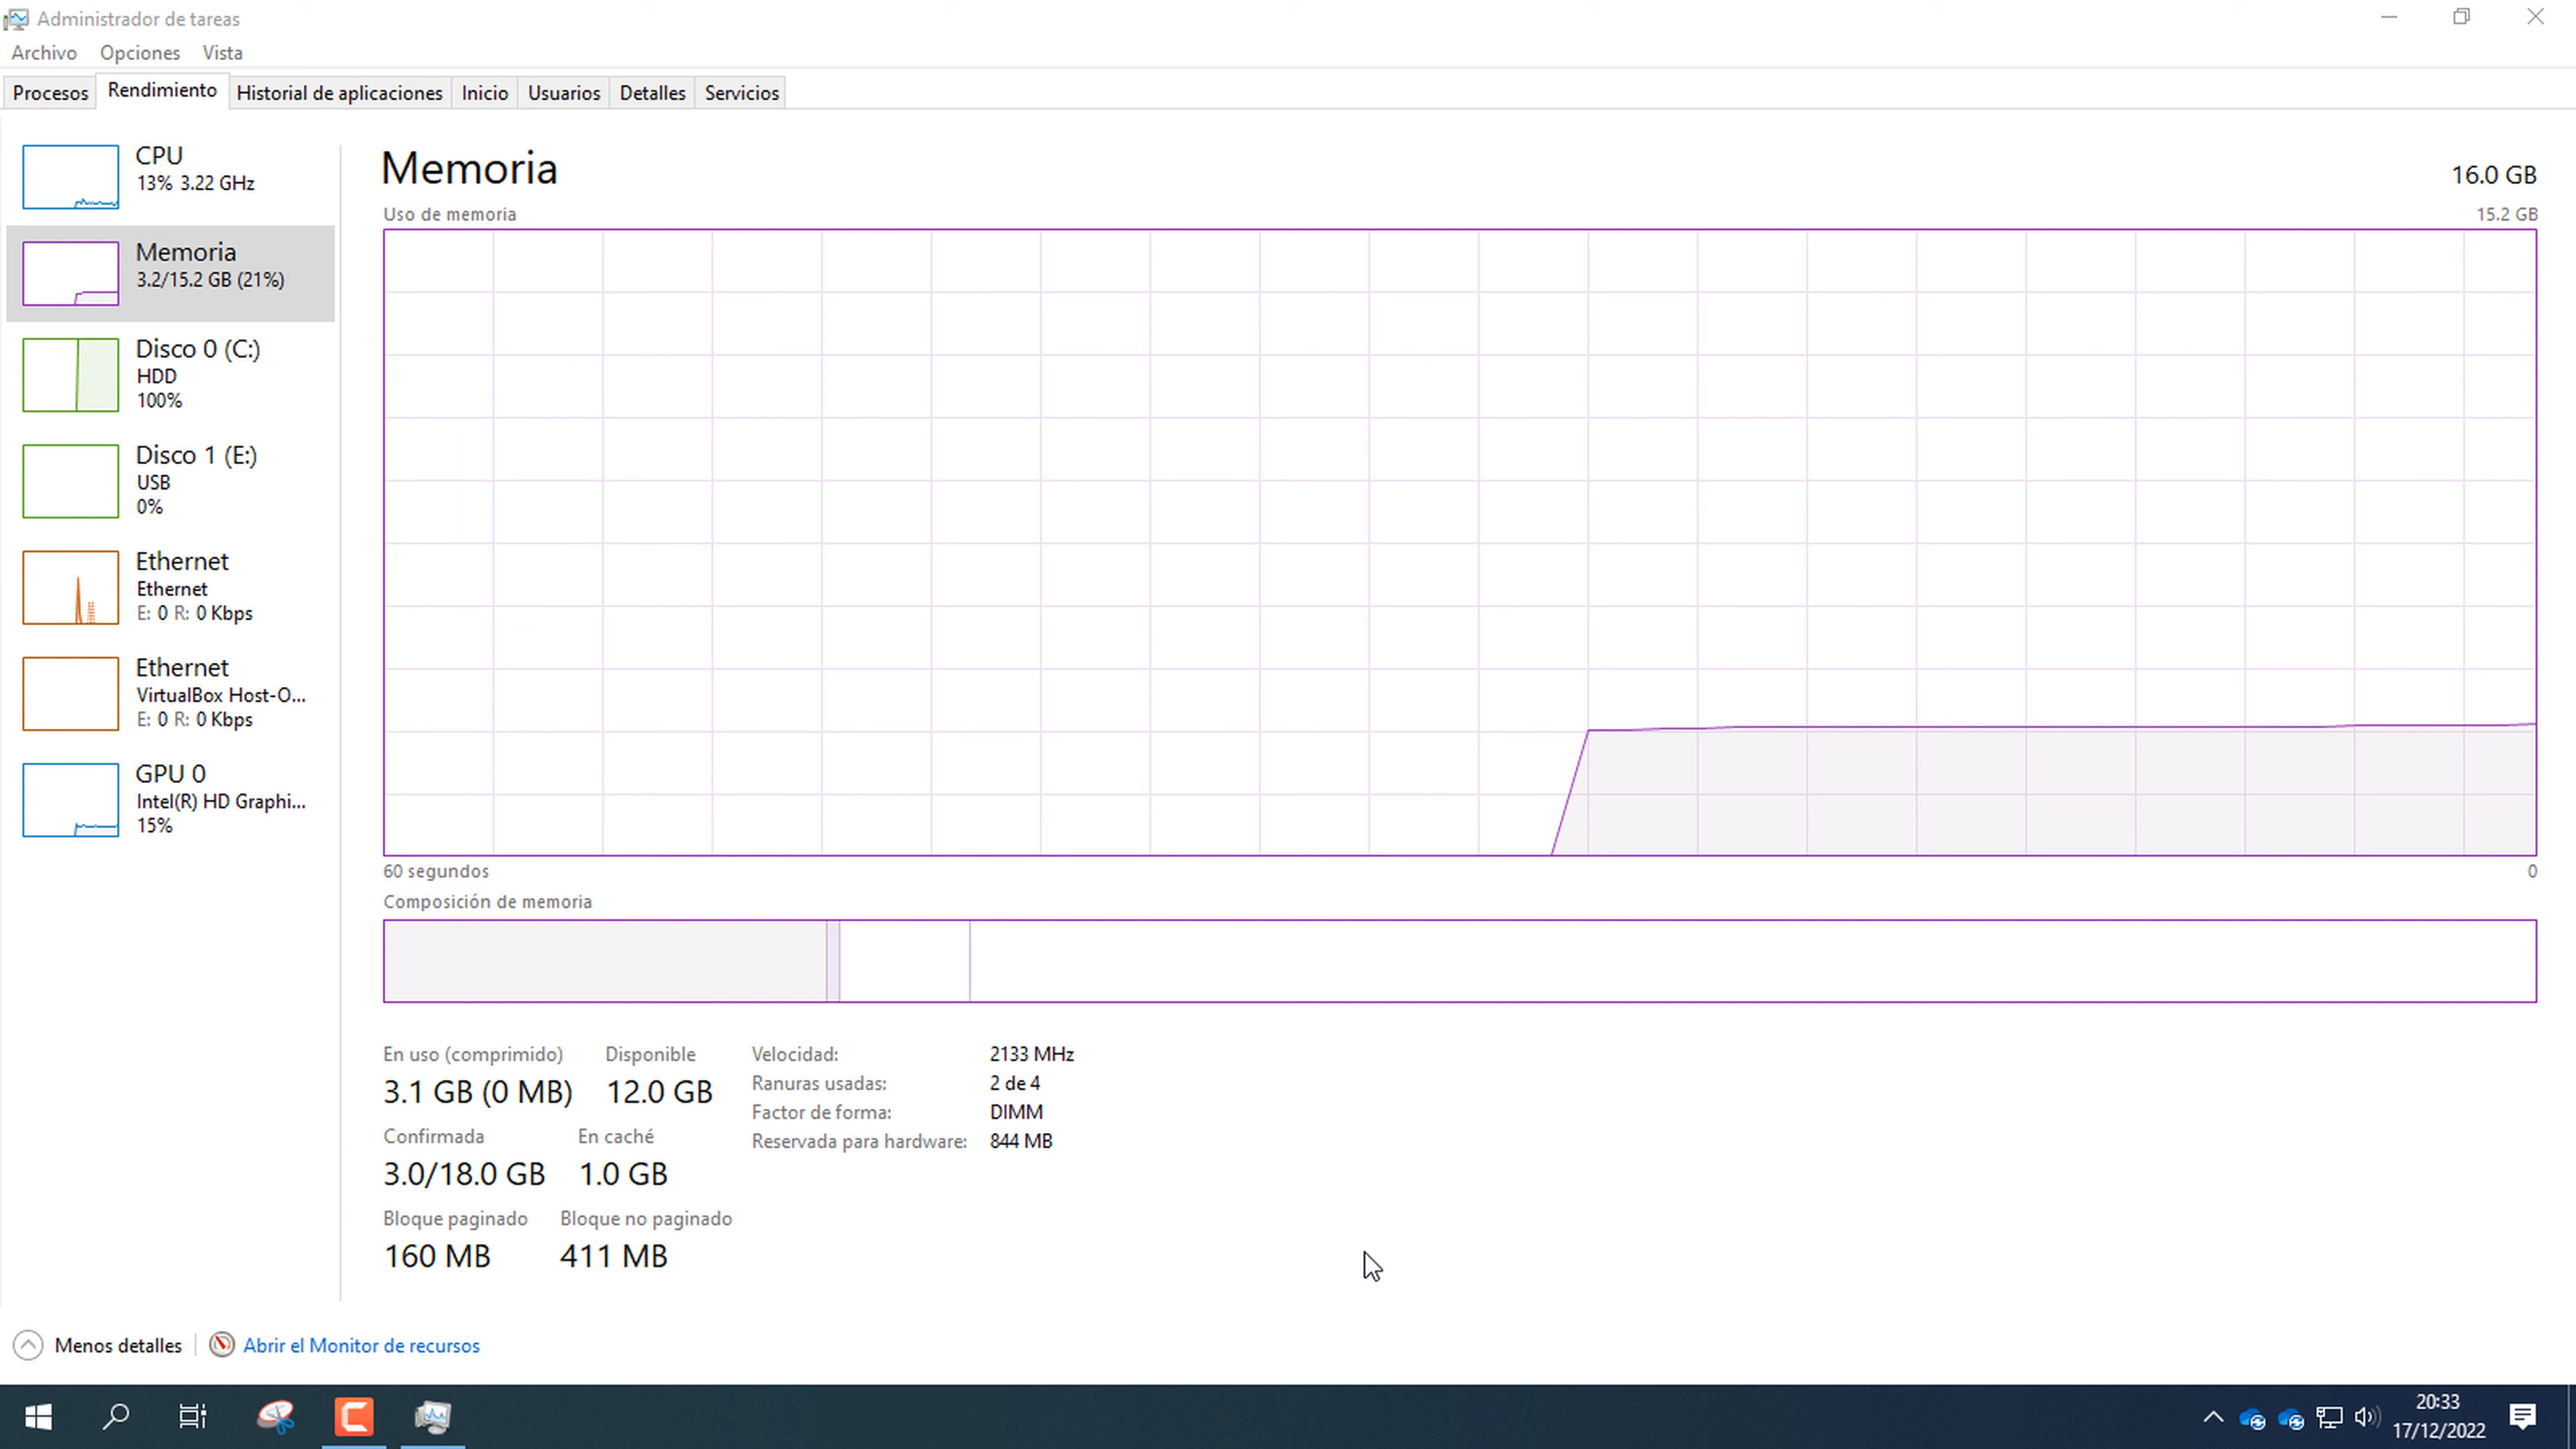 Administrador de tareas
Archivo Opciones Vista
Procesos Rendimiento Historial de aplicaciones Inicio Usuarios Detalles Servicios
CPU
13% 3.22 GHz
Memoria
3.2/15.2 GB (21%)
Disco 0 (C:)
HDD
100%
Disco 1 (E:)
USB
0%
Ethernet
Ethernet
E: 0 R: 0 Kbps
Ethernet
VirtualBox Host-O...
E: 0 R: 0 Kbps
GPU 0
Intel(R) HD Graphi...
15%
Memoria 16.0 GB
Uso de memoria 15.2 GB
60 segundos 0
Composición de memoria
En uso (comprimido) Disponible
3.1 GB (0 MB) 12.0 GB
Confirmada En caché
3.0/18.0 GB 1.0 GB
Bloque paginado Bloque no paginado
160 MB 411 MB
Velocidad: 2133 MHz
Ranuras usadas: 2 de 4
Factor de forma: DIMM
Reservada para hardware: 844 MB
Menos detalles Abrir el Monitor de recursos
20:33
17/12/2022